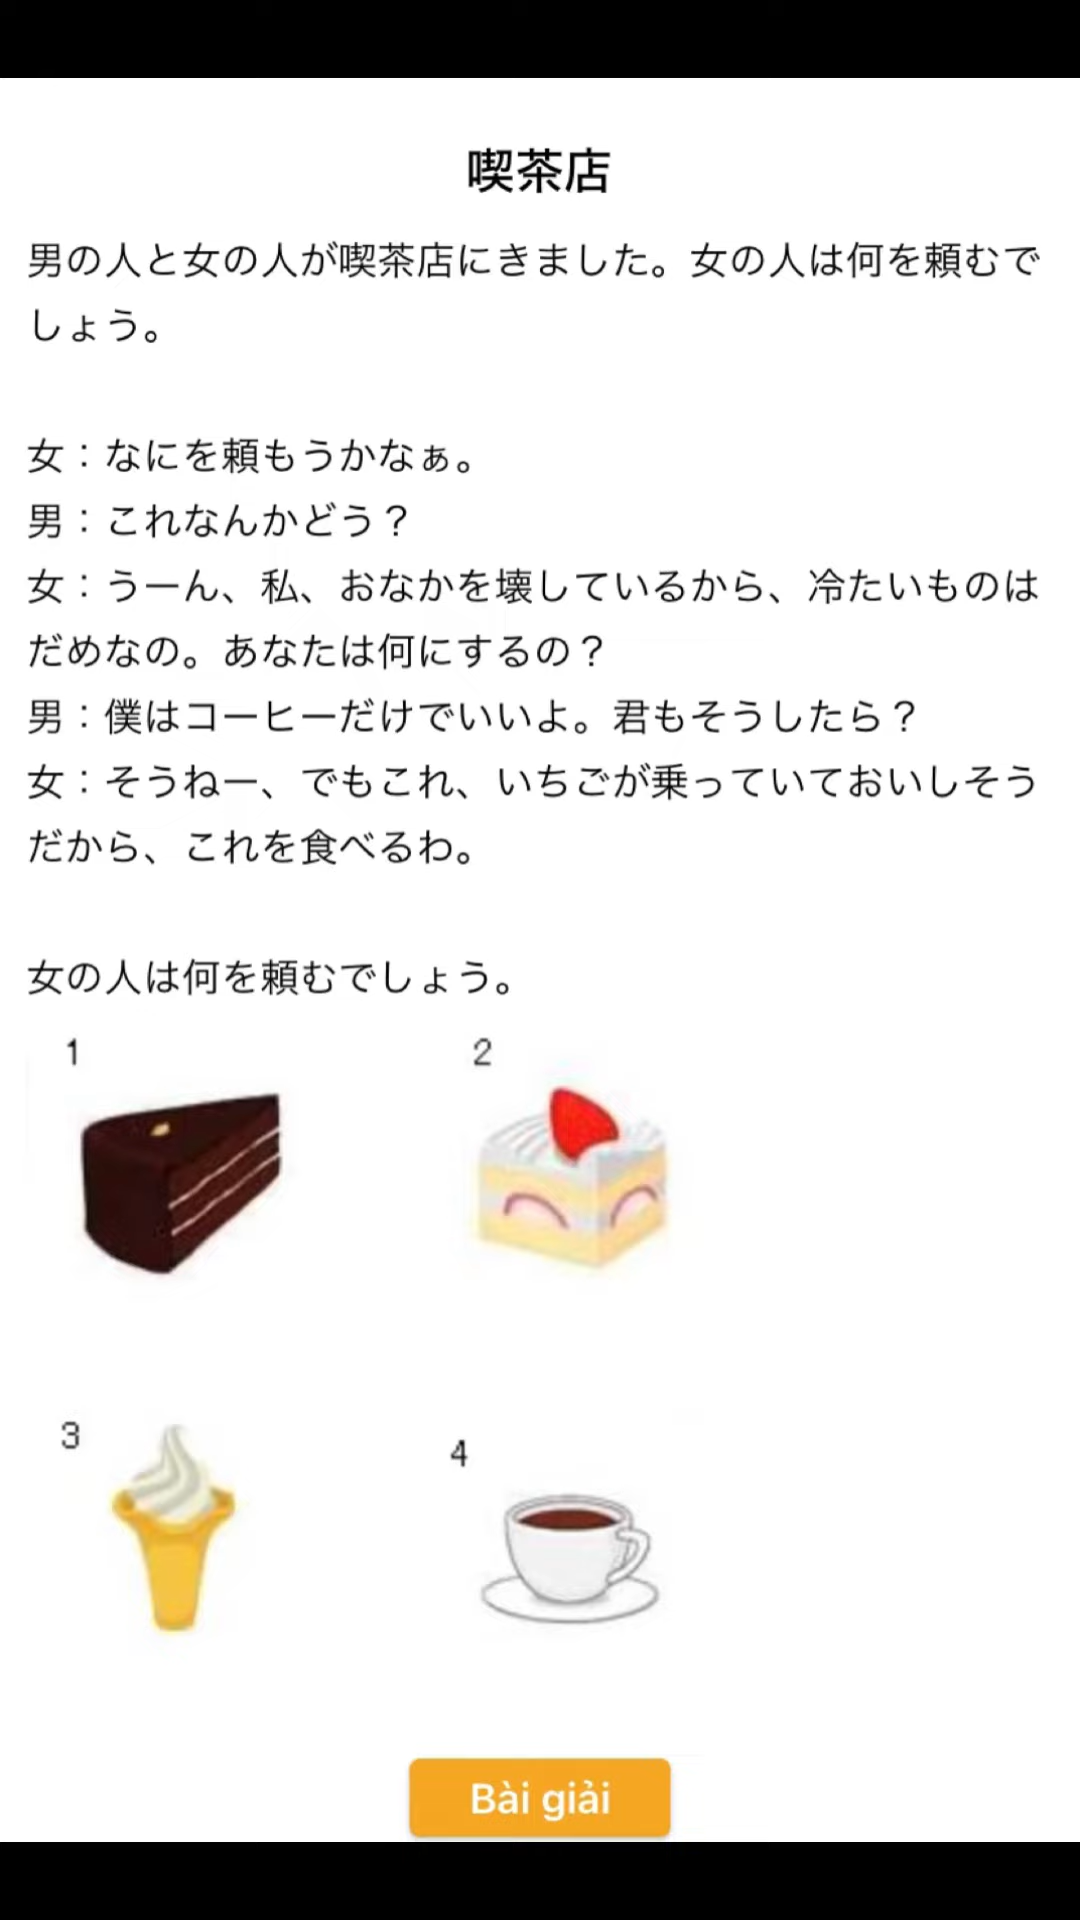 喫茶店
男の人と女の人が喫茶店にきました。女の人は何を頼むで
しょう。
女：なにを頼もうかなぁ。
男：これなんかどう？
女：うーん、私、おなかを壊しているから、冷たいものは
だめなの。あなたは何にするの？
男：僕はコーヒーだけでいいよ。君もそうしたら？
女：そうねー、でもこれ、いちごが乗っていておいしそう
だから、これを食べるわ。
女の人は何を頼むでしょう。
1
2
3
4
Bài giải